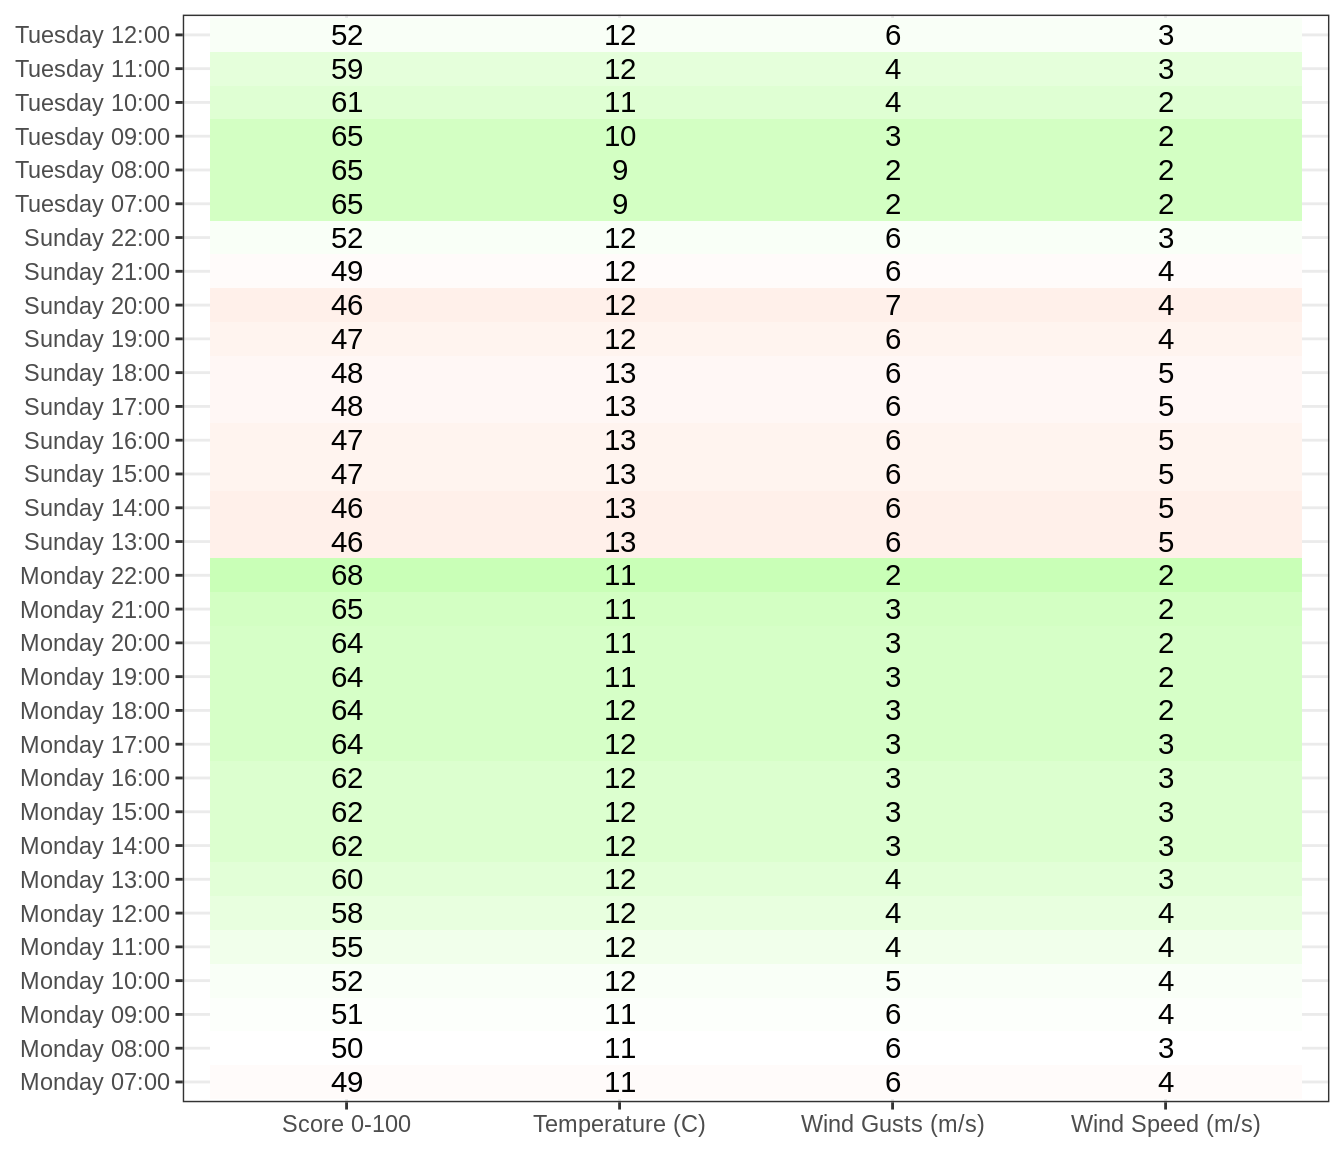 Tuesday 12:00 52 12 6 3
Tuesday 11:00 59 12 4 3
Tuesday 10:00 61 11 4 2
Tuesday 09:00 65 10 3 2
Tuesday 08:00 65 9 2 2
Tuesday 07:00 65 9 2 2
Sunday 22:00 52 12 6 3
Sunday 21:00 49 12 6 4
Sunday 20:00 46 12 7 4
Sunday 19:00 47 12 6 4
Sunday 18:00 48 13 6 5
Sunday 17:00 48 13 6 5
Sunday 16:00 47 13 6 5
Sunday 15:00 47 13 6 5
Sunday 14:00 46 13 6 5
Sunday 13:00 46 13 6 5
Monday 22:00 68 11 2 2
Monday 21:00 65 11 3 2
Monday 20:00 64 11 3 2
Monday 19:00 64 11 3 2
Monday 18:00 64 12 3 2
Monday 17:00 64 12 3 3
Monday 16:00 62 12 3 3
Monday 15:00 62 12 3 3
Monday 14:00 62 12 3 3
Monday 13:00 60 12 4 3
Monday 12:00 58 12 4 4
Monday 11:00 55 12 4 4
Monday 10:00 52 12 5 4
Monday 09:00 51 11 6 4
Monday 08:00 50 11 6 3
Monday 07:00 49 11 6 4
Score 0-100 Temperature (C) Wind Gusts (m/s) Wind Speed (m/s)